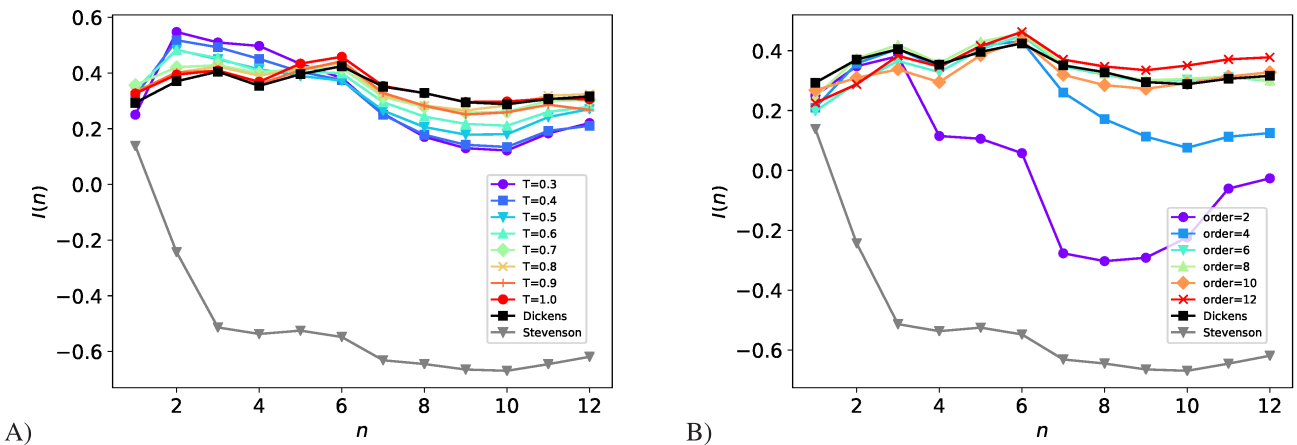 0.6
0.4
0.2
0.0
−0.2
−0.4
−0.6
I(n)
T=0.3
T=0.4
T=0.5
T=0.6
T=0.7
T=0.8
T=0.9
T=1.0
Dickens
Stevenson
2 4 6 8 10 12
n
A)
0.4
0.2
0.0
−0.2
−0.4
−0.6
I(n)
order=2
order=4
order=6
order=8
order=10
order=12
Dickens
Stevenson
2 4 6 8 10 12
n
B)